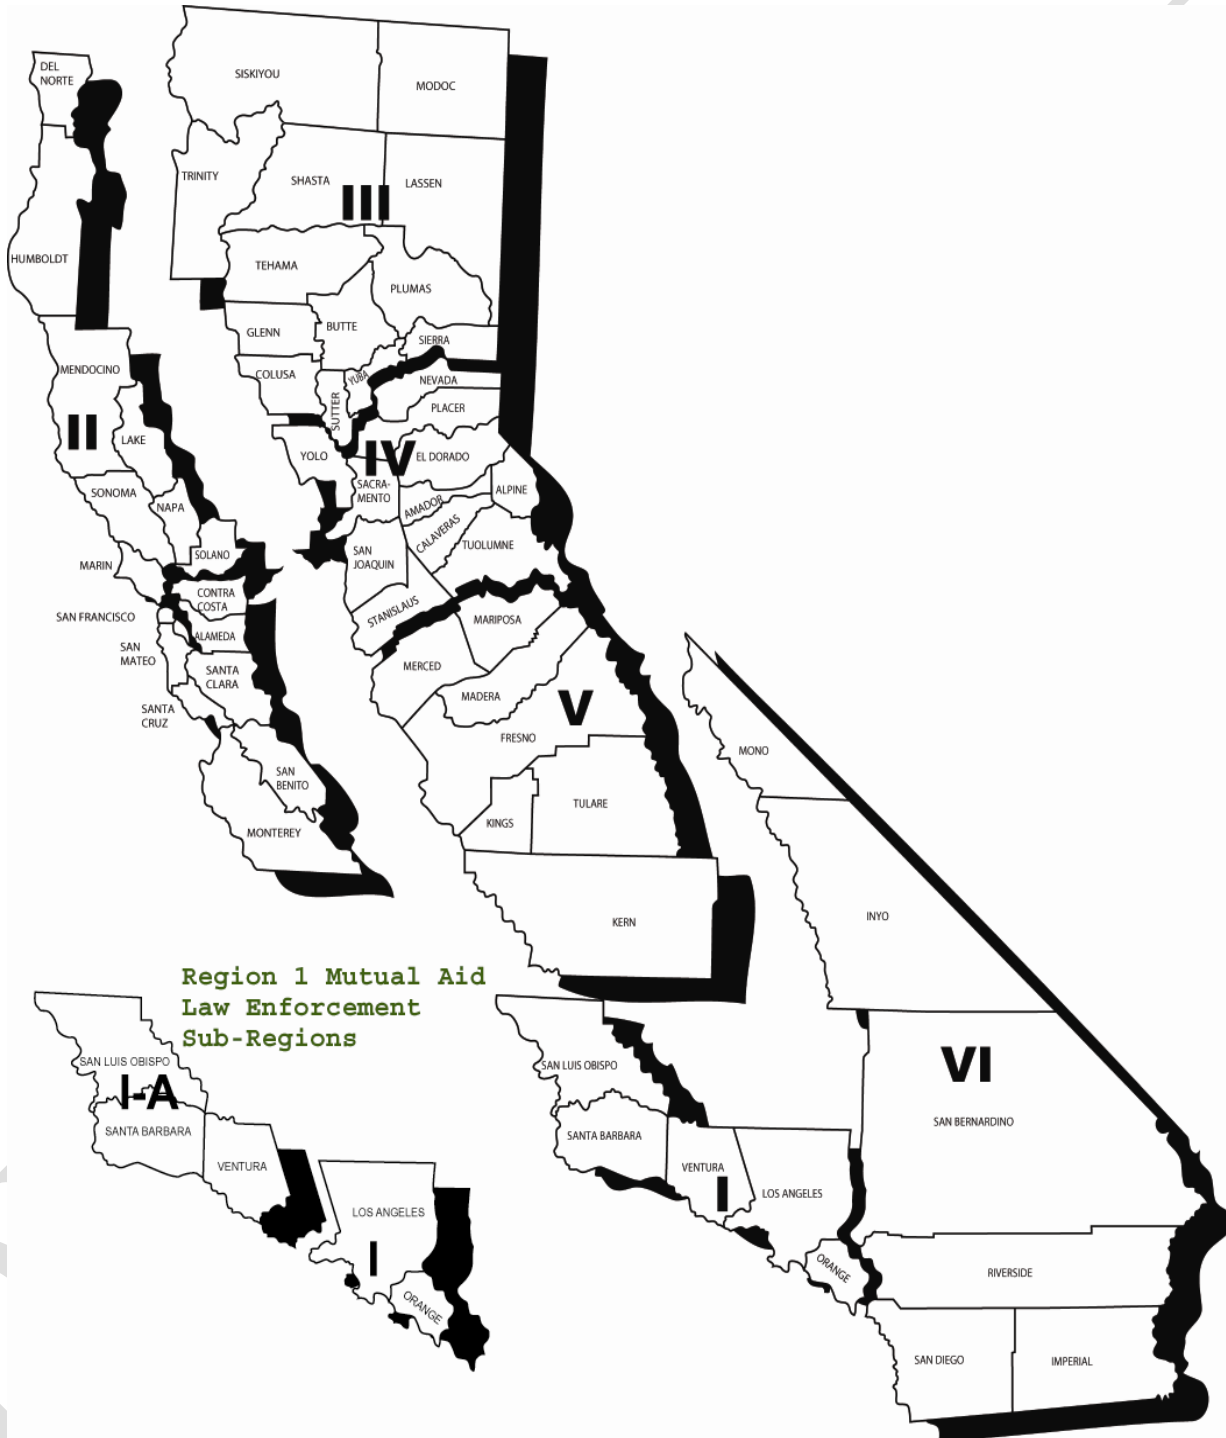 DEL
NORTE
SISKIYOU
MODOC
TRINITY
SHASTA
LASSEN
III
HUMBOLDT
TEHAMA
PLUMAS
GLENN
BUTTE
SIERRA
MENDOCINO
COLUSA
YUBA
NEVADA
SUTTER
PLACER
II
LAKE
YOLO
IV
EL DORADO
SONOMA
NAPA
SACRA-
MENTO
AMADOR
ALPINE
CALAVERAS
TUOLUMNE
SOLANO
SAN
JOAQUIN
MARIN
CONTRA
COSTA
STANISLAUS
SAN FRANCISCO
ALAMEDA
MARIPOSA
SAN
MATEO
SANTA
CLARA
MERCED
MADERA
V
SANTA
CRUZ
FRESNO
MONO
SAN
BENITO
TULARE
KINGS
MONTEREY
INYO
KERN
Region 1 Mutual Aid
Law Enforcement
Sub-Regions
SAN LUIS OBISPO
I-A
SANTA BARBARA
VENTURA
LOS ANGELES
I
ORANGE
SAN LUIS OBISPO
SANTA BARBARA
VENTURA
I
LOS ANGELES
ORANGE
VI
SAN BERNARDINO
RIVERSIDE
SAN DIEGO
IMPERIAL